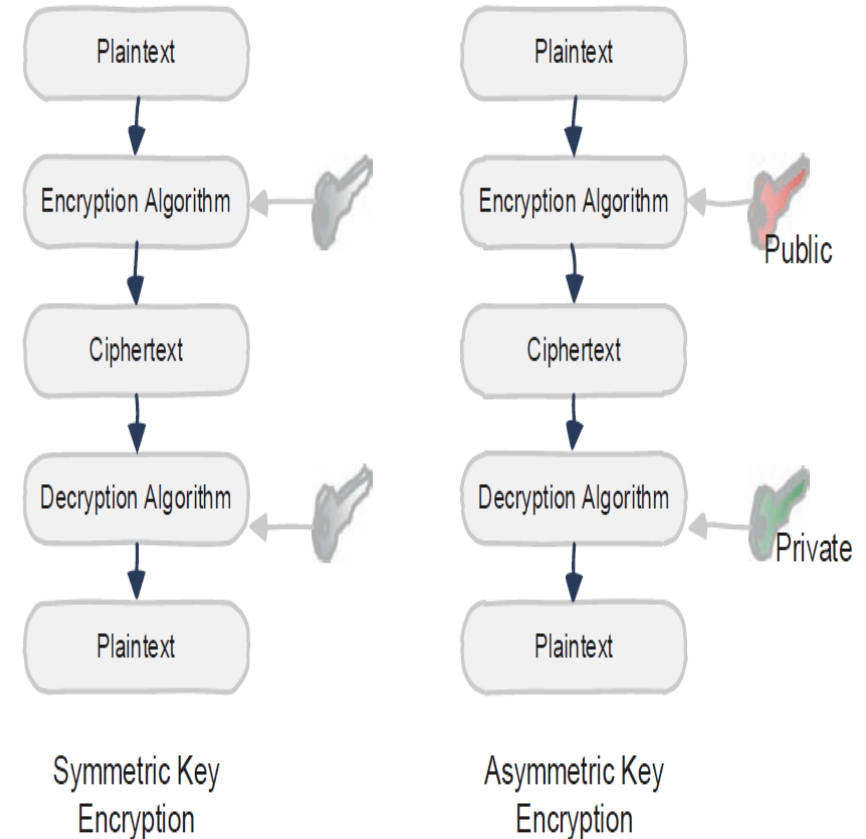 Plaintext
Encryption Algorithm
Ciphertext
Decryption Algorithm
Plaintext
Symmetric Key
Encryption
Plaintext
Encryption Algorithm
Public
Ciphertext
Decryption Algorithm
Private
Plaintext
Asymmetric Key
Encryption